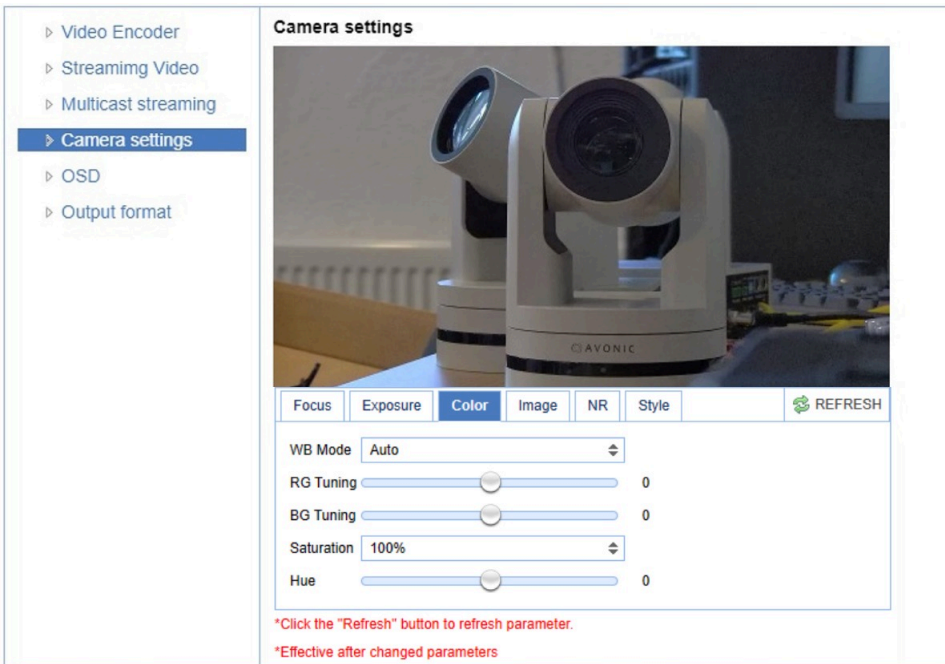 Video Encoder
Streamimg Video
Multicast streaming
Camera settings
OSD
Output format
Camera settings
AVONIC
Focus Exposure Color Image NR Style REFRESH
WB Mode Auto
RG Tuning 0
BG Tuning 0
Saturation 100%
Hue 0
*Click the "Refresh" button to refresh parameter.
*Effective after changed parameters